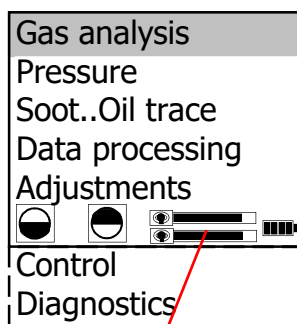 Gas analysis
Pressure
Soot..Oil trace
Data processing
Adjustments
Control
Diagnostics